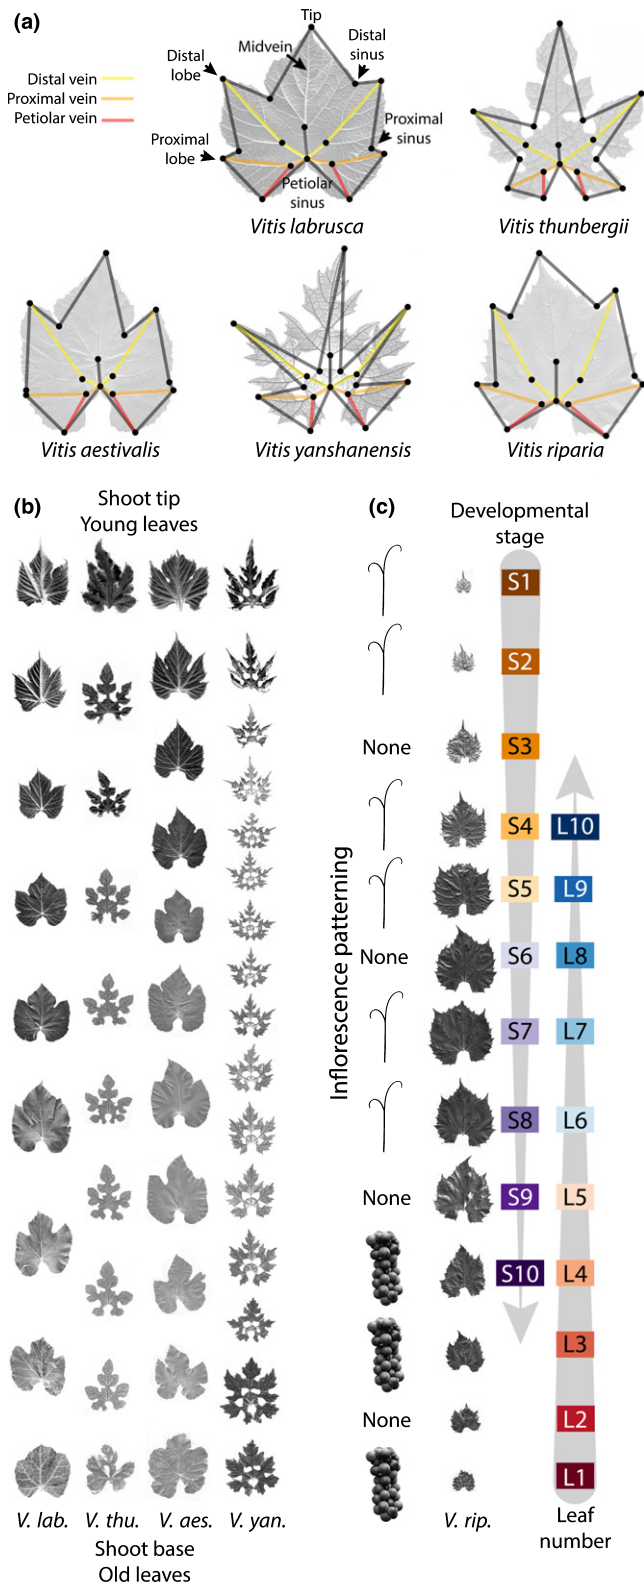 (a)
Tip
Midvein
Distal
sinus
Distal
lobe
Distal vein
Proximal vein
Petiolar vein
Proximal
sinus
Proximal
lobe
Petiolar
sinus
Vitis labrusca
Vitis thunbergii
Vitis aestivalis
Vitis yanshanensis
Vitis riparia
(b)
Shoot tip
Young leaves
V. lab.
V. thu.
V. aes.
V. yan.
Shoot base
Old leaves
(c)
Developmental
stage
Inflorescence patterning
S1
S2
None
S3
S4
L10
S5
L9
None
S6
L8
S7
L7
S8
L6
None
S9
L5
S10
L4
L3
None
L2
L1
V. rip.
Leaf
number